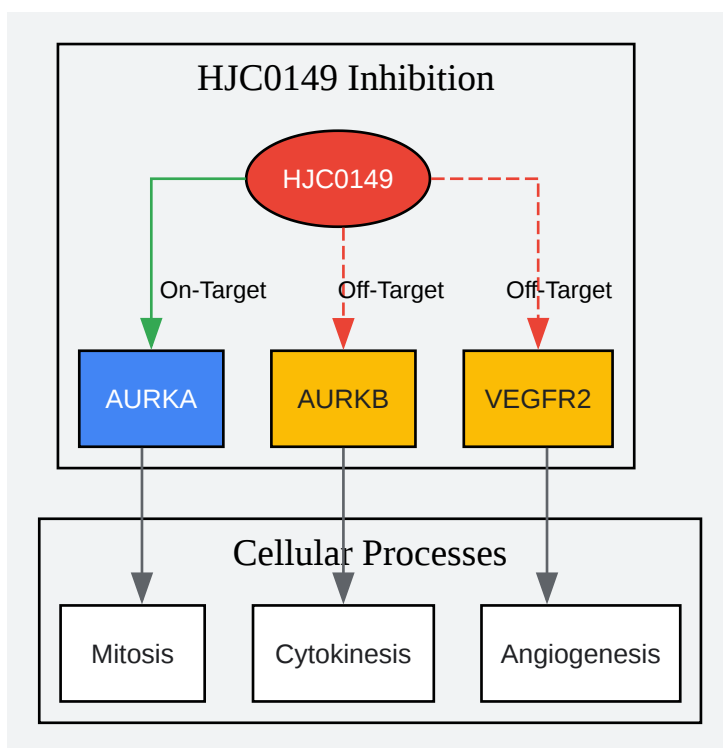 HJC0149 Inhibition
HJC0149
On-Target
Off-Target
Off-Target
AURKA
AURKB
VEGFR2
Cellular Processes
Mitosis
Cytokinesis
Angiogenesis